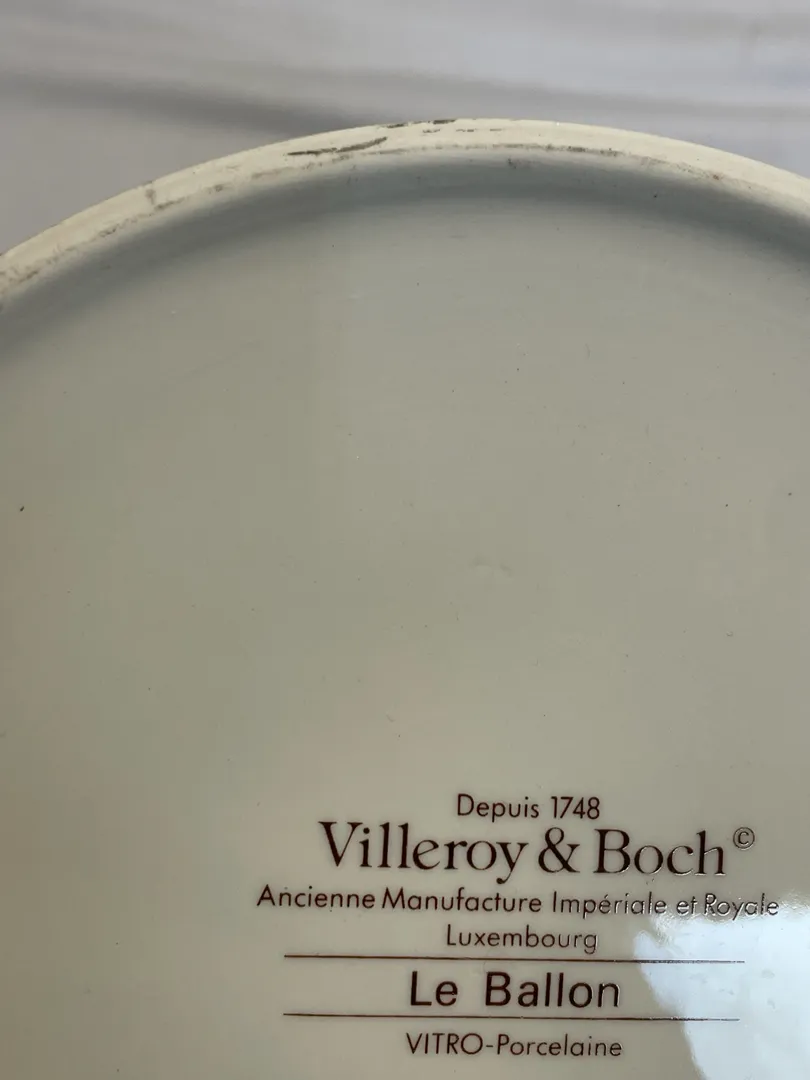 Depuis 1748
Villeroy & Boch©
Ancienne Manufacture Impériale et Royale
Luxembourg
Le Ballon
VITRO-Porcelaine